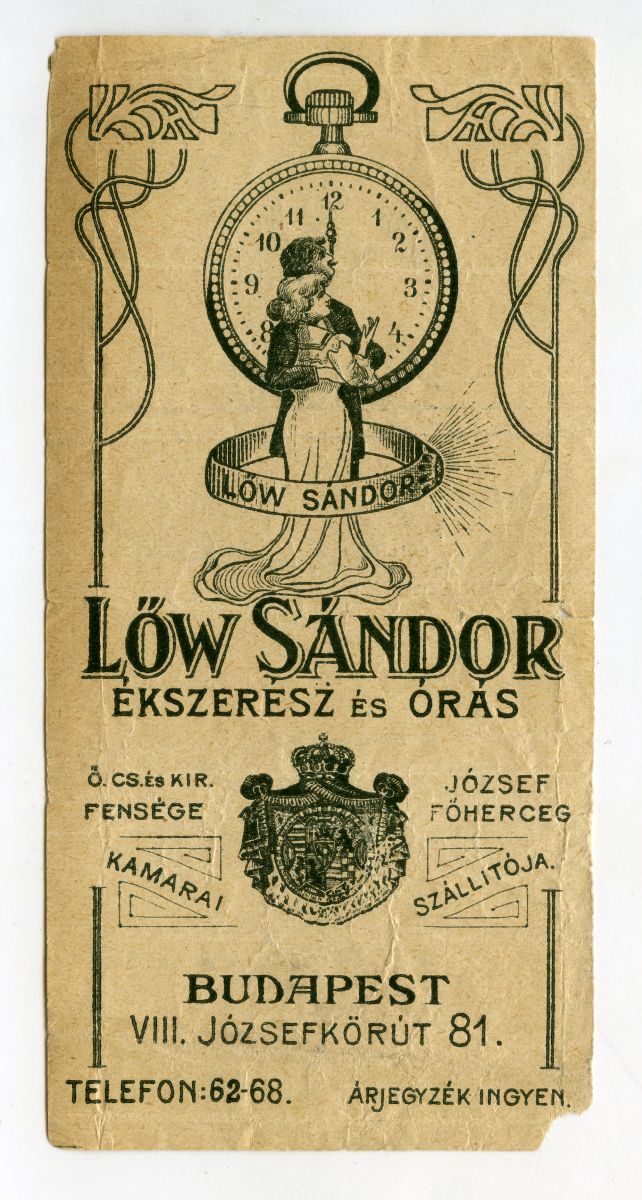 12
11 1
10 2
9 3
8 4
LŐW SÁNDOR
LŐW SÁNDOR
ÉKSZERÉSZ ÉS ÓRÁS
Ő. CS. ÉS KIR.
FENSÉGE
JÓZSEF
FŐHERCEG
KAMARAI
SZÁLLITÓJA.
BUDAPEST
VIII. JÓZSEFKÖRÚT 81.
TELEFON: 62-68. ÁRJEGYZÉK INGYEN.